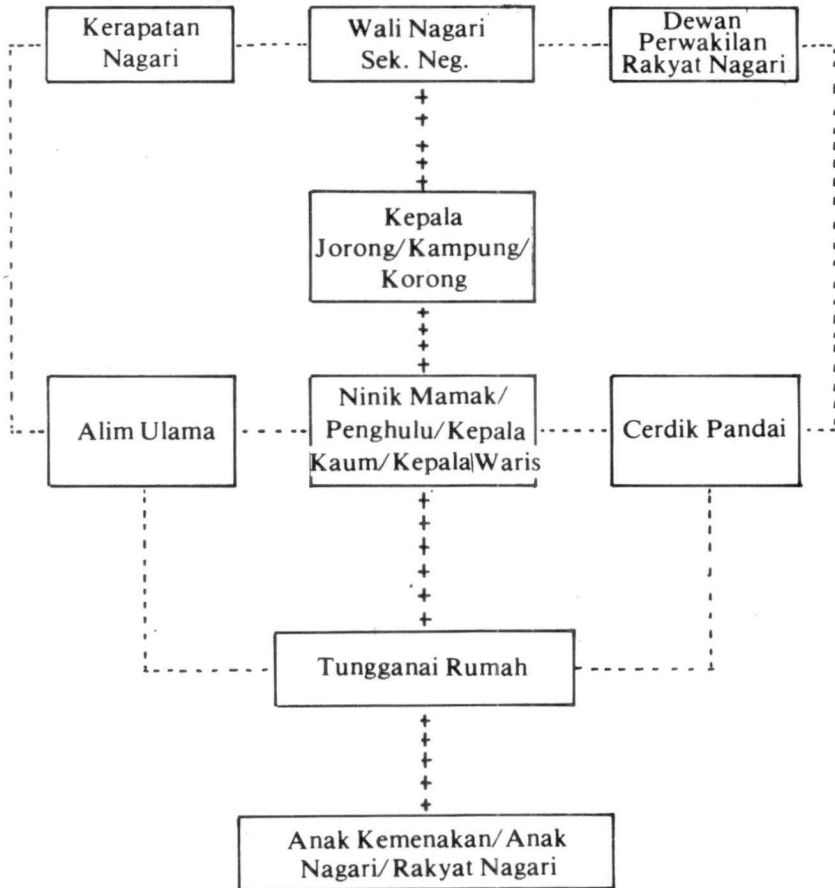 Kerapatan
Nagari
Wali Nagari
Sek. Neg.
Dewan
Perwakilan
Rakyat Nagari
Kepala
Jorong/Kampung/
Korong
Alim Ulama
Ninik Mamak/
Penghulu/Kepala
Kaum/Kepala Waris
Cerdik Pandai
Tungganai Rumah
Anak Kemenakan/Anak
Nagari/Rakyat Nagari